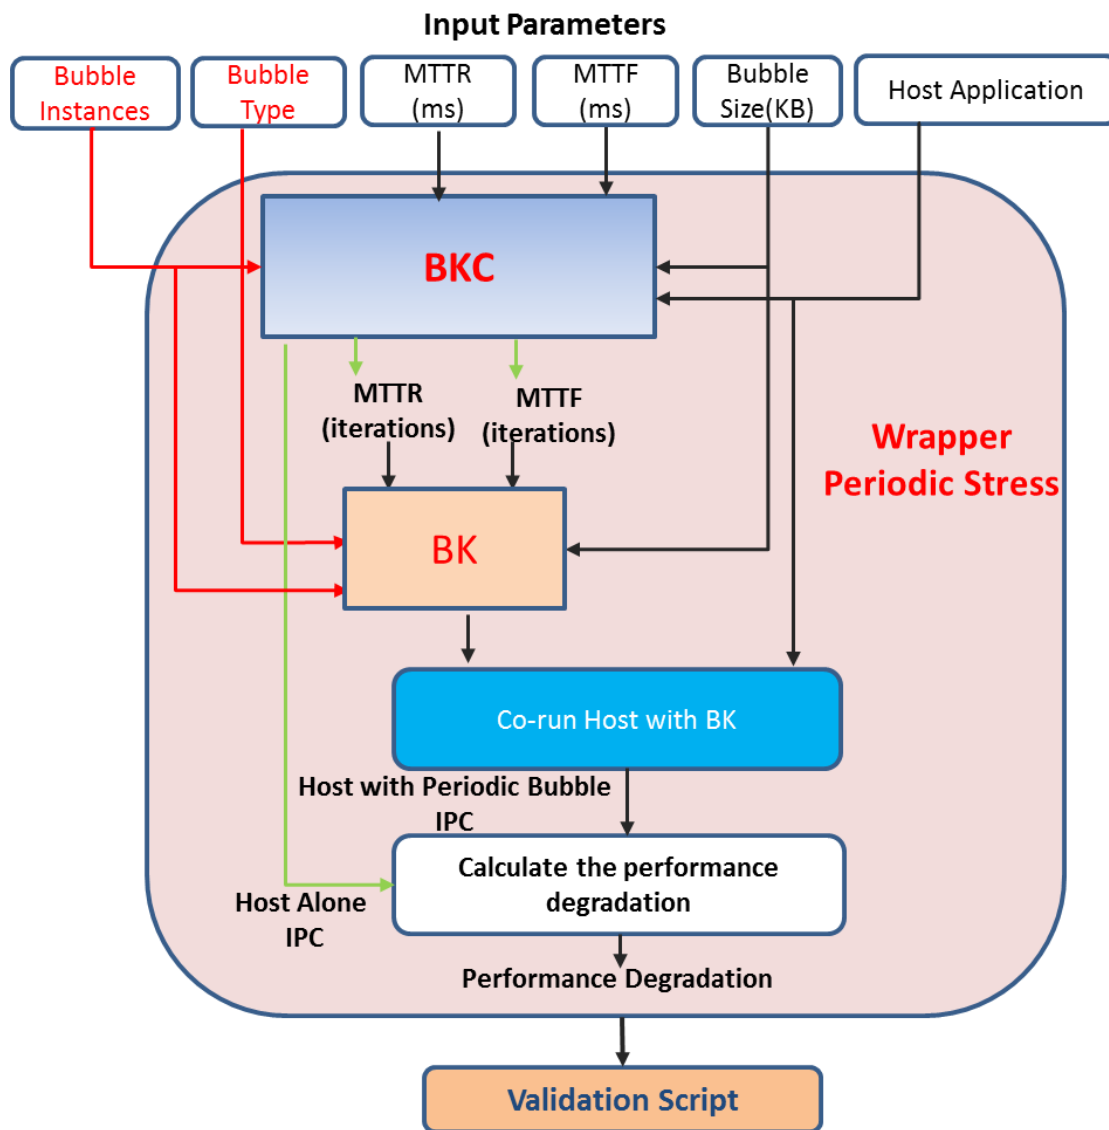 Input Parameters
Bubble
Instances
Bubble
Type
MTTR
(ms)
MTTF
(ms)
Bubble
Size(KB)
Host Application
BKC
MTTR
(iterations)
MTTF
(iterations)
Wrapper
Periodic Stress
BK
Co-run Host with BK
Host with Periodic Bubble
IPC
Calculate the performance
degradation
Host Alone
IPC
Performance Degradation
Validation Script